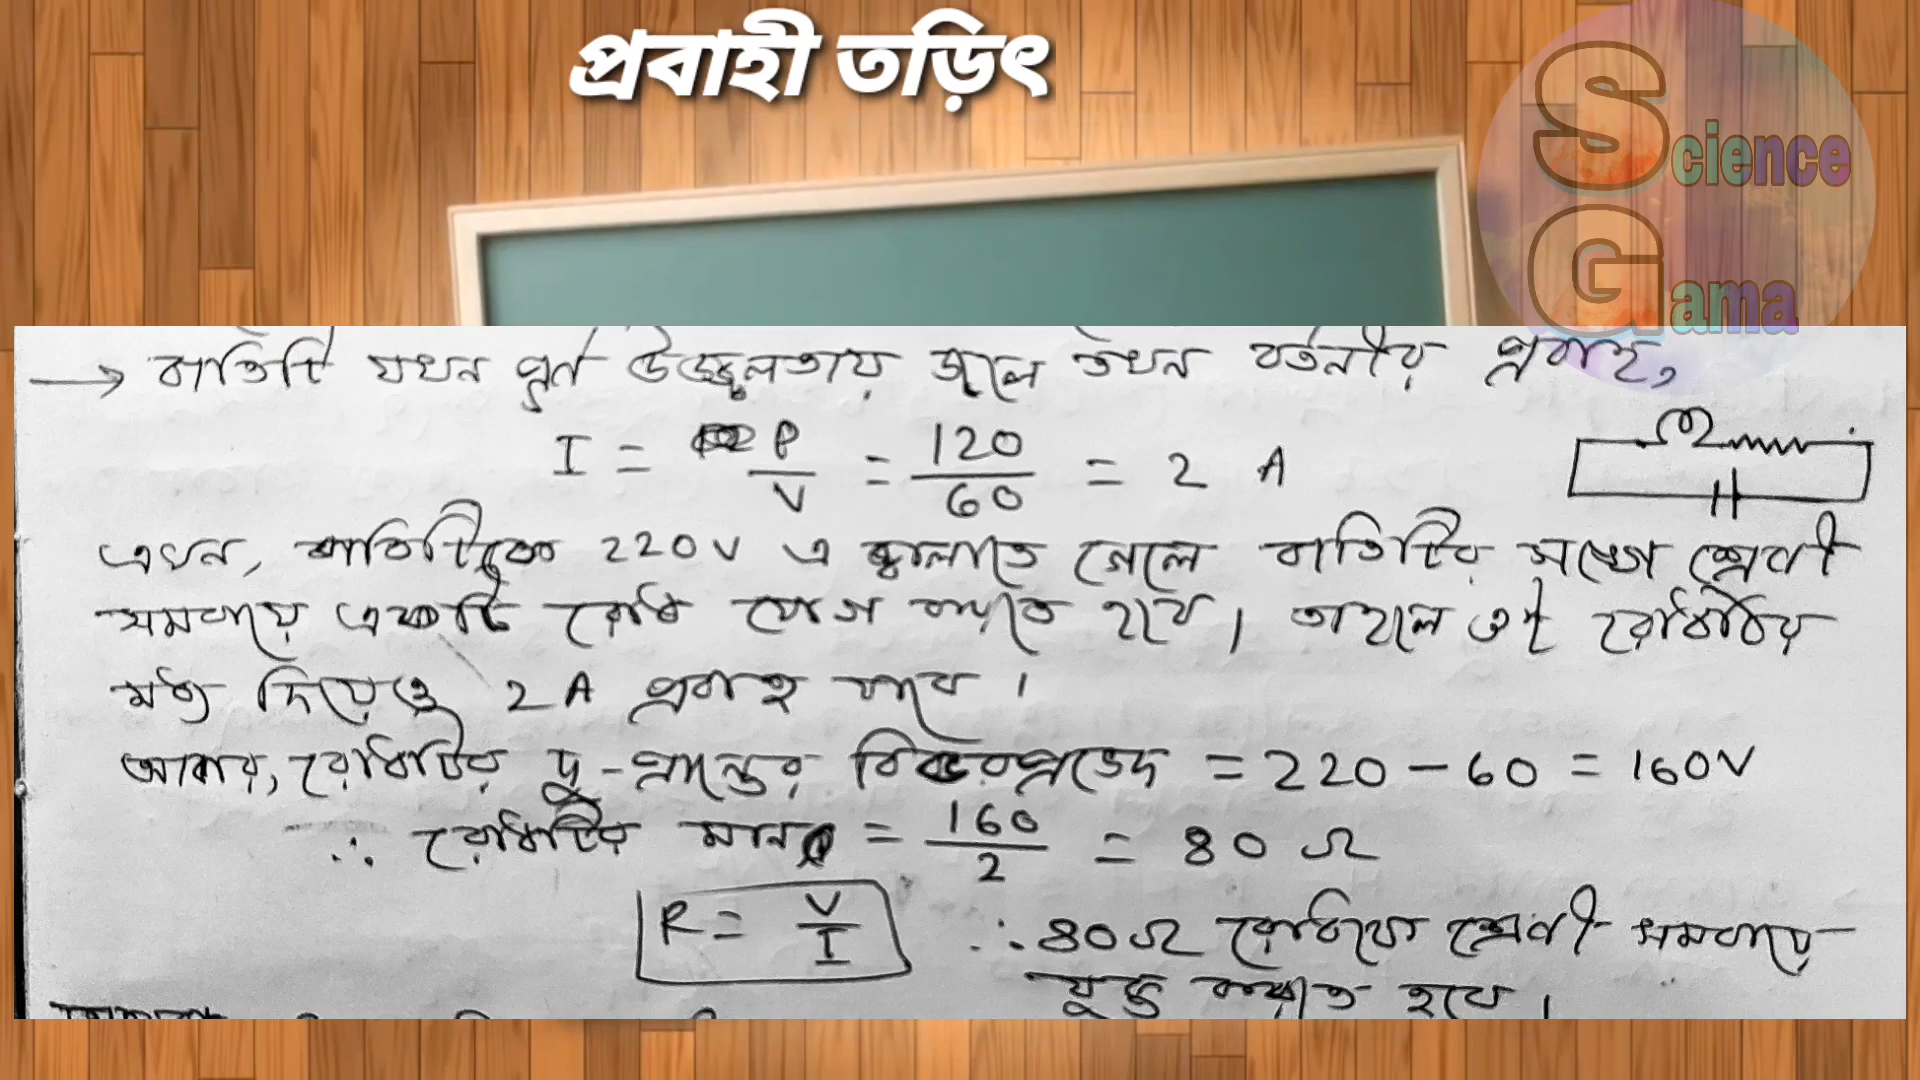 প্রবাহী তড়িৎ
Science
Gama
→ বাতিটি যখন পূর্ণ উজ্জ্বলতায় জ্বলে তখন বর্তনীর প্রবাহ,
I = P/V = 120/60 = 2 A
এখন, বাতিটিকে 220V এ জ্বালাতে গেলে বাতিটির সঙ্গে শ্রেণী
সমবায়ে একটি রোধ যোগ করতে হবে। তাহলে ঐ রোধটির
মধ্য দিয়েও 2A প্রবাহ যাবে।
আবার, রোধটির দু-প্রান্তের বিভবপ্রভেদ = 220 - 60 = 160V
∴ রোধটির মান = 160/2 = 80 Ω
R = V/I
∴ 80Ω রোধকে শ্রেণী সমবায়ে
যুক্ত করতে হবে।